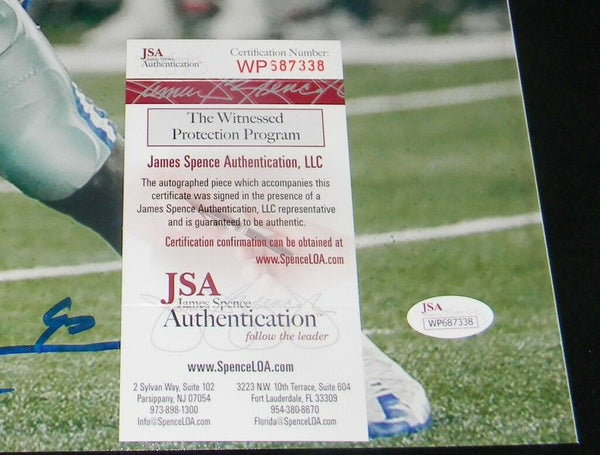 JSA
James Spence
Authentication™
Certification Number:
WP687338
James Spence
The Witnessed
Protection Program
James Spence Authentication, LLC
The autographed piece which accompanies this
certificate was signed in the presence of a
James Spence Authentication, LLC representative
and is guaranteed to be authentic.
Certification confirmation can be obtained at
www.SpenceLOA.com
JSA
James Spence
Authentication™
follow the leader
www.SpenceLOA.com
2 Sylvan Way, Suite 102
Parsippany, NJ 07054
973-898-1300
Info@SpenceLOA.com
3223 N.W. 10th Terrace, Suite 604
Fort Lauderdale, FL 33309
954-380-8670
Florida@SpenceLOA.com
JSA
WP687338